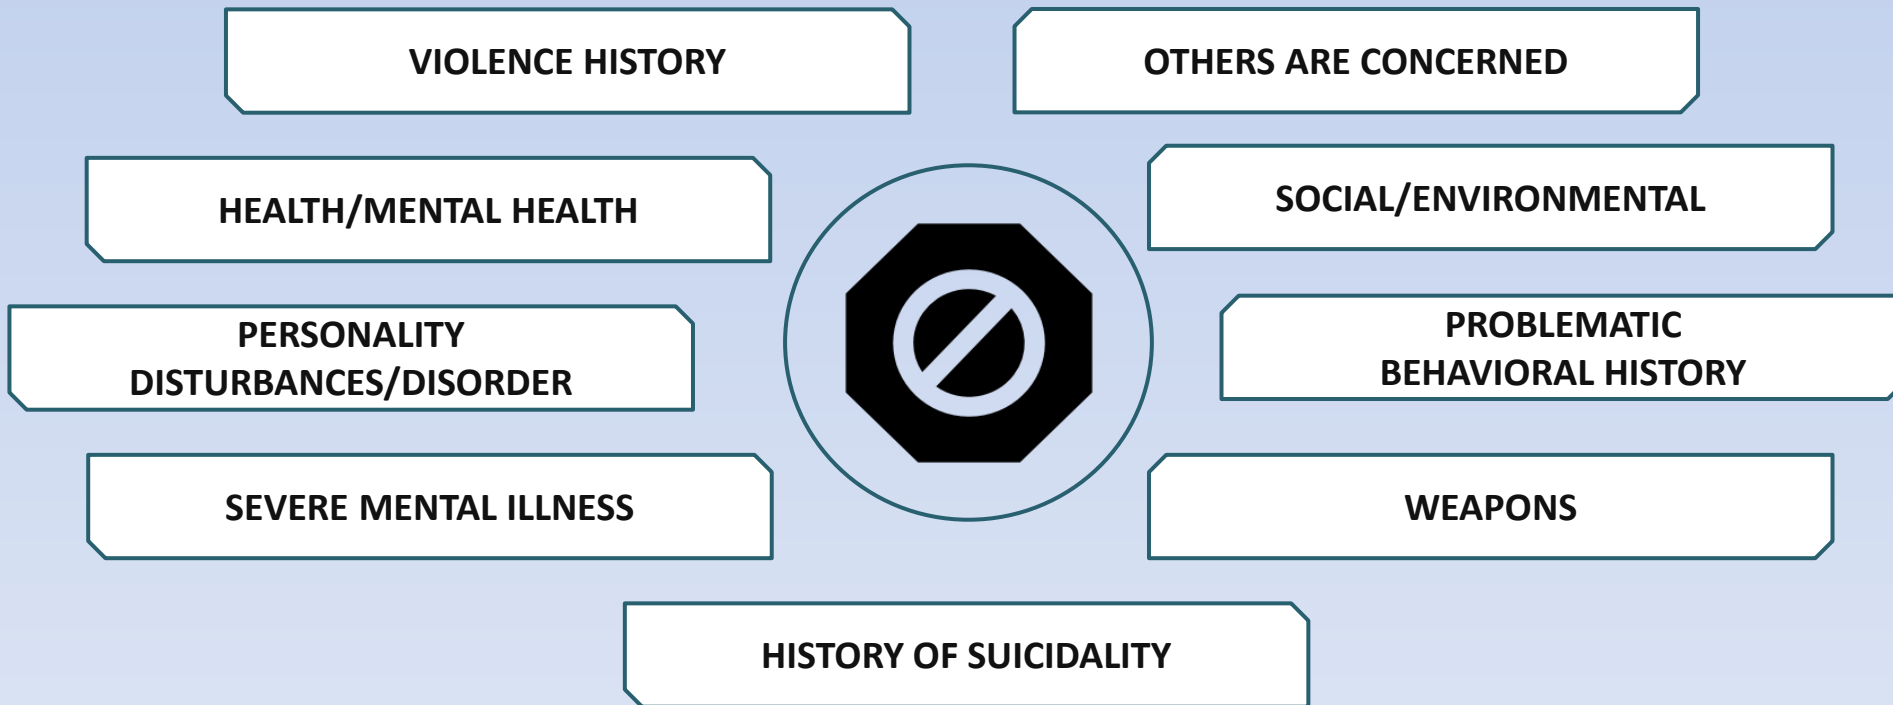 VIOLENCE HISTORY
OTHERS ARE CONCERNED
HEALTH/MENTAL HEALTH
SOCIAL/ENVIRONMENTAL
PERSONALITY
DISTURBANCES/DISORDER
PROBLEMATIC
BEHAVIORAL HISTORY
SEVERE MENTAL ILLNESS
WEAPONS
HISTORY OF SUICIDALITY